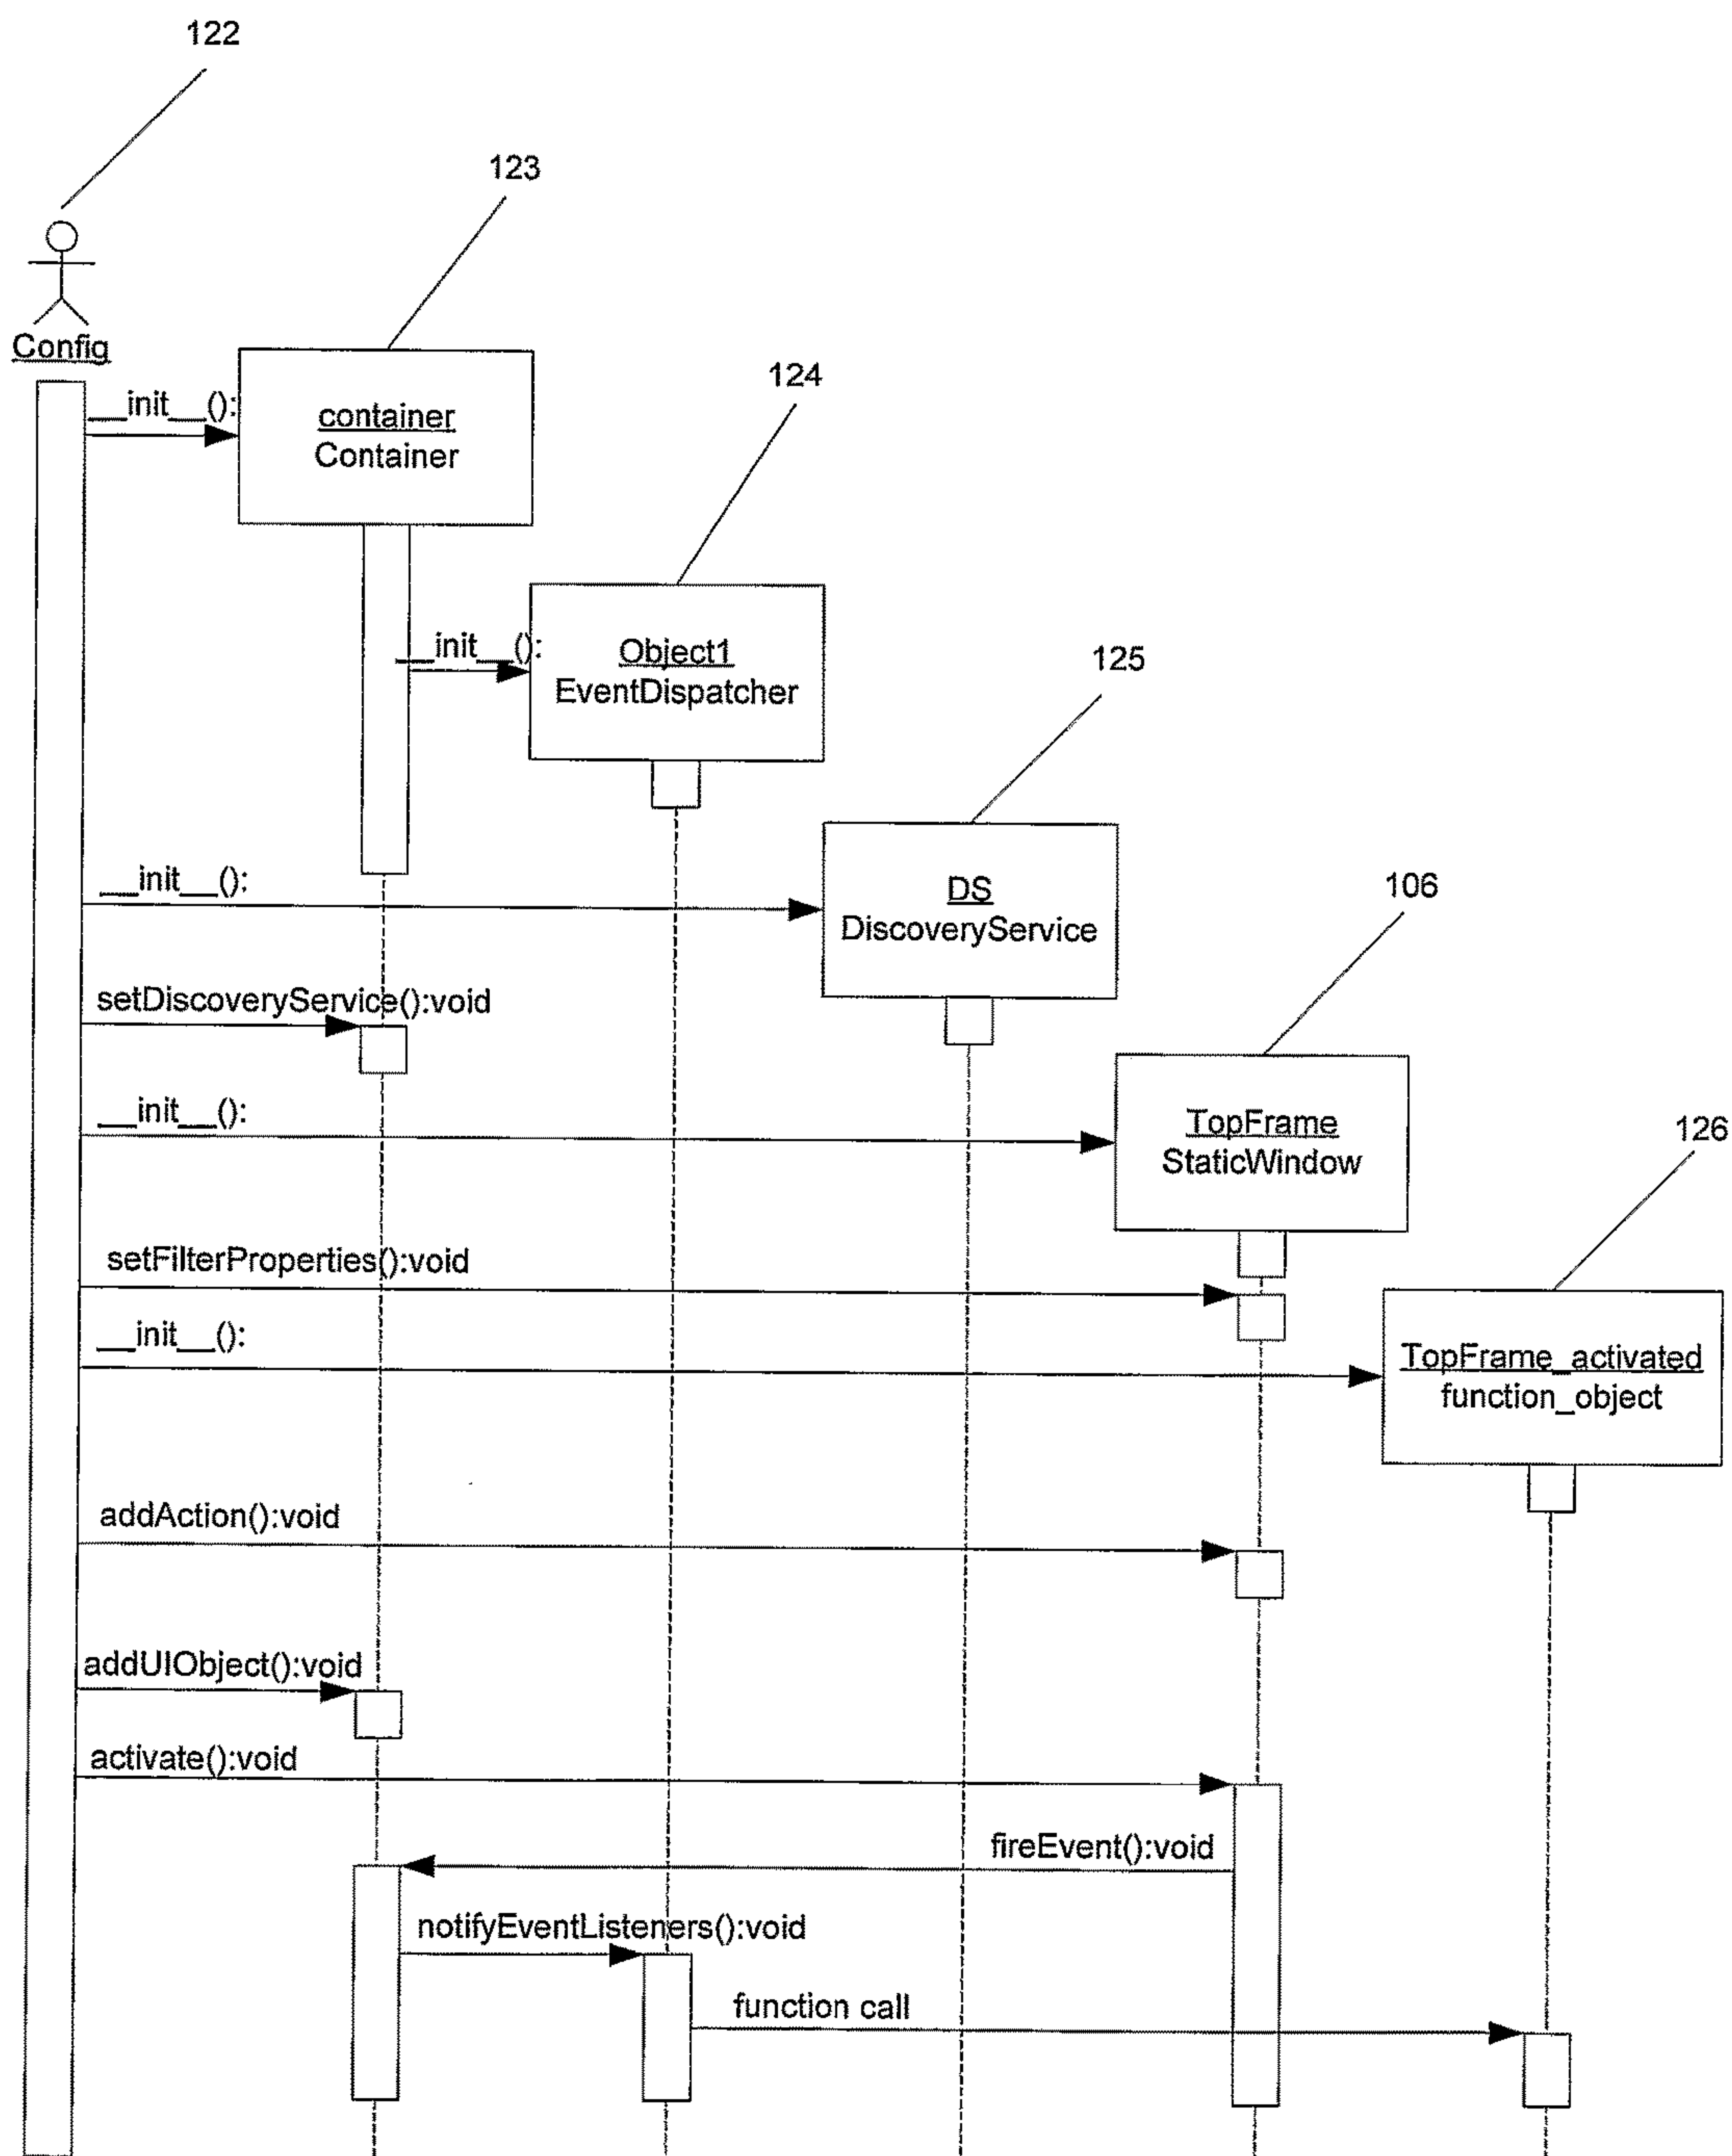 122
123
Config
__init__():
container
Container
124
__init__():
Object1
EventDispatcher
125
__init__():
DS
DiscoveryService
106
setDiscoveryService():void
__init__():
TopFrame
StaticWindow
126
setFilterProperties():void
__init__():
TopFrame_activated
function_object
addAction():void
addUIObject():void
activate():void
fireEvent():void
notifyEventListeners():void
function call